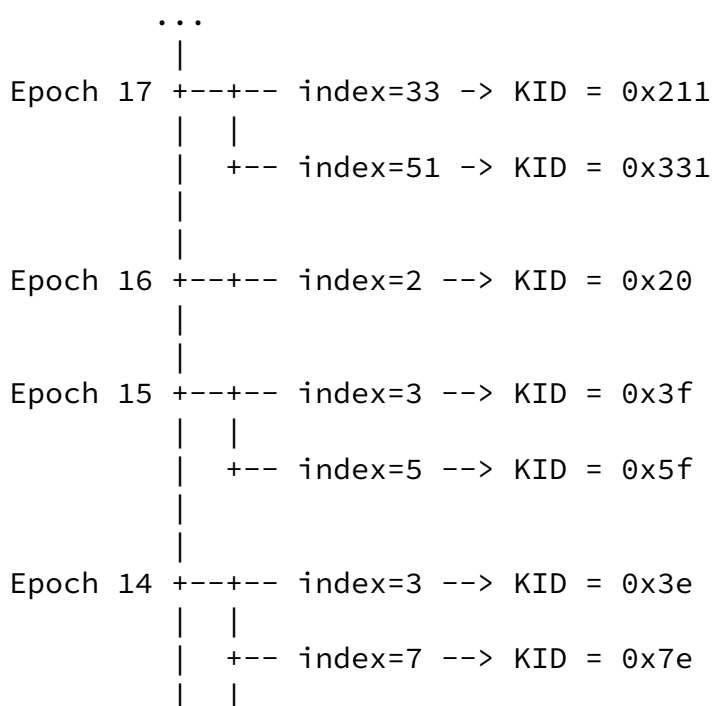 ...
|
Epoch 17 +--+-- index=33 -> KID = 0x211
| |
| +-- index=51 -> KID = 0x331
|
|
Epoch 16 +--+-- index=2 --> KID = 0x20
|
|
Epoch 15 +--+-- index=3 --> KID = 0x3f
| |
| +-- index=5 --> KID = 0x5f
|
|
Epoch 14 +--+-- index=3 --> KID = 0x3e
| |
| +-- index=7 --> KID = 0x7e
| |